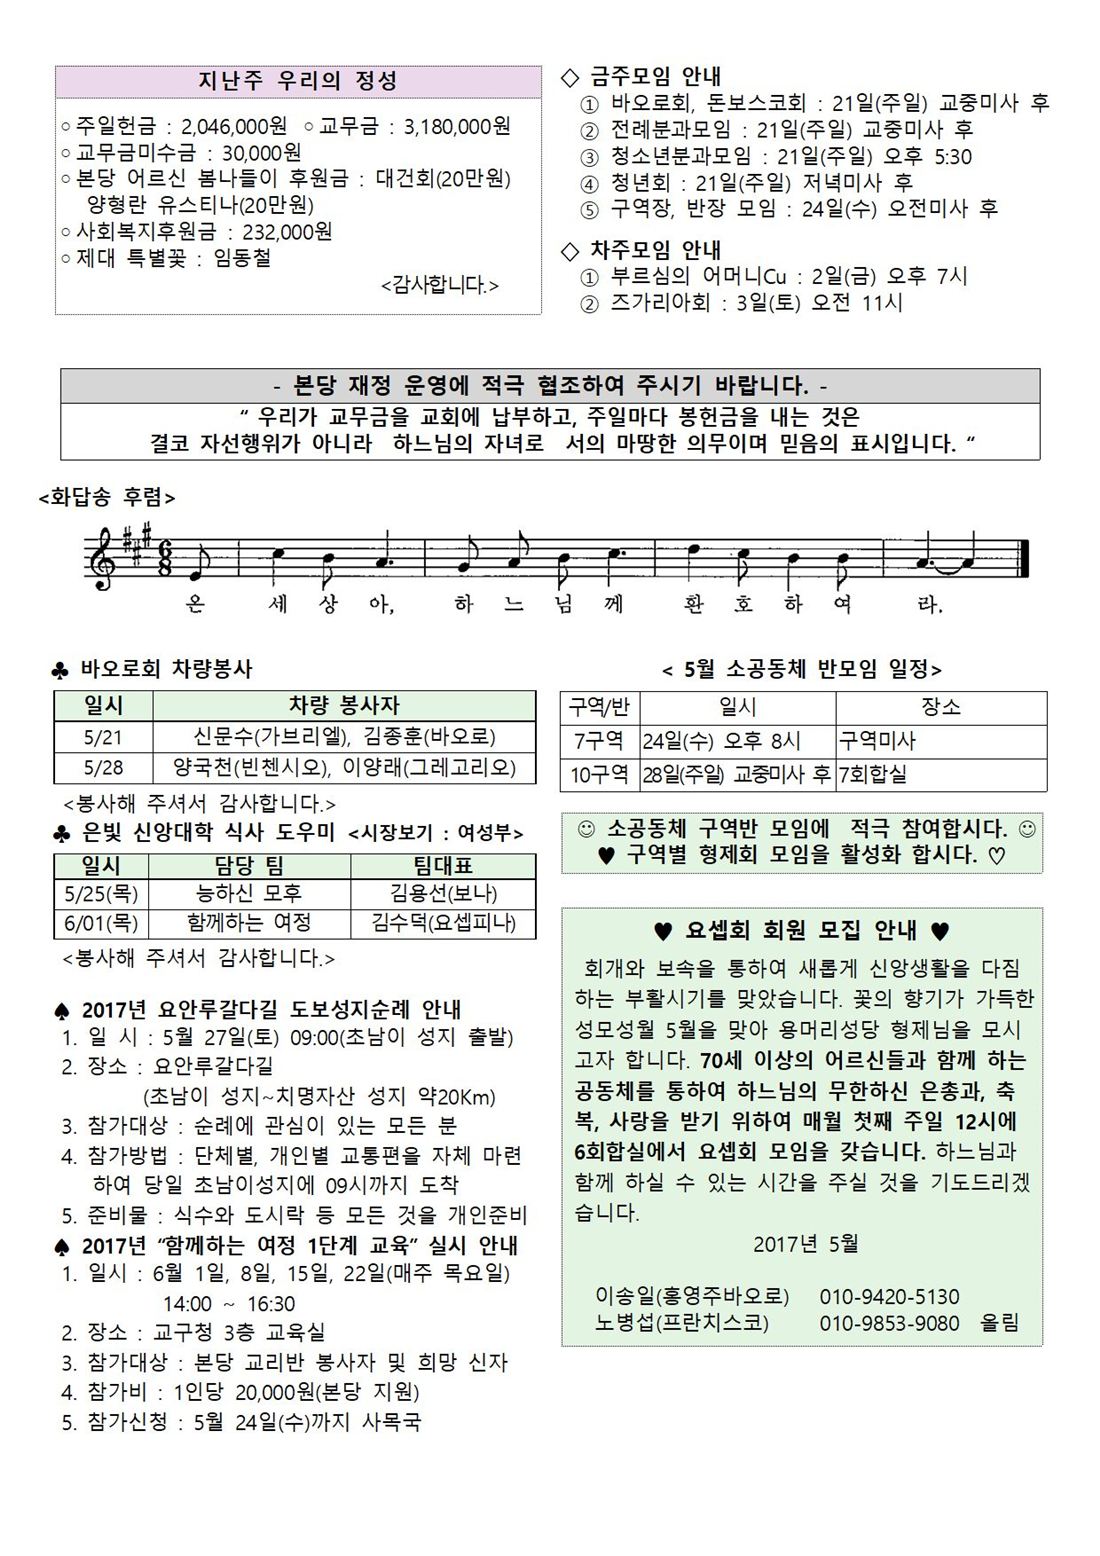 지난주 우리의 정성
○ 주일헌금 : 2,046,000원 ○ 교무금 : 3,180,000원
○ 교무금미수금 : 30,000원
○ 본당 어르신 봄나들이 후원금 : 대건회(20만원)
양형란 유스티나(20만원)
○ 사회복지후원금 : 232,000원
○ 제대 특별꽃 : 임동철
<감사합니다.>
◇ 금주모임 안내
① 바오로회, 돈보스코회 : 21일(주일) 교중미사 후
② 전례분과모임 : 21일(주일) 교중미사 후
③ 청소년분과모임 : 21일(주일) 오후 5:30
④ 청년회 : 21일(주일) 저녁미사 후
⑤ 구역장, 반장 모임 : 24일(수) 오전미사 후
◇ 차주모임 안내
① 부르심의 어머니Cu : 2일(금) 오후 7시
② 즈가리아회 : 3일(토) 오전 11시
- 본당 재정 운영에 적극 협조하여 주시기 바랍니다. -
“ 우리가 교무금을 교회에 납부하고, 주일마다 봉헌금을 내는 것은
결코 자선행위가 아니라 하느님의 자녀로 서의 마땅한 의무이며 믿음의 표시입니다. “
<화답송 후렴>
온 세 상 아, 하 느 님 께 환 호 하 여 라.
♣ 바오로회 차량봉사
일시 차량 봉사자
5/21 신문수(가브리엘), 김종훈(바오로)
5/28 양국천(빈첸시오), 이양래(그레고리오)
<봉사해 주셔서 감사합니다.>
♣ 은빛 신앙대학 식사 도우미 <시장보기 : 여성부>
일시 담당 팀 팀대표
5/25(목) 능하신 모후 김용선(보나)
6/01(목) 함께하는 여정 김수덕(요셉피나)
<봉사해 주셔서 감사합니다.>
♠ 2017년 요안루갈다길 도보성지순례 안내
1. 일 시 : 5월 27일(토) 09:00(초남이 성지 출발)
2. 장소 : 요안루갈다길
(초남이 성지~치명자산 성지 약20Km)
3. 참가대상 : 순례에 관심이 있는 모든 분
4. 참가방법 : 단체별, 개인별 교통편을 자체 마련
하여 당일 초남이성지에 09시까지 도착
5. 준비물 : 식수와 도시락 등 모든 것을 개인준비
♠ 2017년 “함께하는 여정 1단계 교육” 실시 안내
1. 일시 : 6월 1일, 8일, 15일, 22일(매주 목요일)
14:00 ~ 16:30
2. 장소 : 교구청 3층 교육실
3. 참가대상 : 본당 교리반 봉사자 및 희망 신자
4. 참가비 : 1인당 20,000원(본당 지원)
5. 참가신청 : 5월 24일(수)까지 사목국
< 5월 소공동체 반모임 일정>
구역/반 일시 장소
7구역 24일(수) 오후 8시 구역미사
10구역 28일(주일) 교중미사 후 7회합실
☺ 소공동체 구역반 모임에 적극 참여합시다. ☺
♥ 구역별 형제회 모임을 활성화 합시다. ♡
♥ 요셉회 회원 모집 안내 ♥
회개와 보속을 통하여 새롭게 신앙생활을 다짐
하는 부활시기를 맞았습니다. 꽃의 향기가 가득한
성모성월 5월을 맞아 용머리성당 형제님을 모시
고자 합니다. 70세 이상의 어르신들과 함께 하는
공동체를 통하여 하느님의 무한하신 은총과, 축
복, 사랑을 받기 위하여 매월 첫째 주일 12시에
6회합실에서 요셉회 모임을 갖습니다. 하느님과
함께 하실 수 있는 시간을 주실 것을 기도드리겠
습니다.
2017년 5월
이송일(홍영주바오로) 010-9420-5130
노병섭(프란치스코) 010-9853-9080 올림